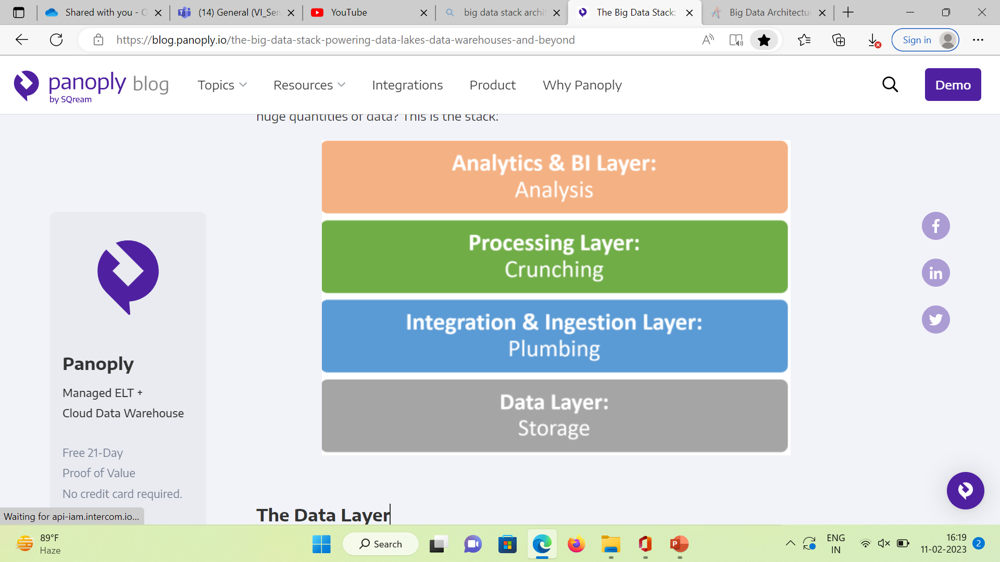 Shared with you - O
(14) General (VI_Sem
YouTube
big data stack archi
The Big Data Stack:
Big Data Architectur
https://blog.panoply.io/the-big-data-stack-powering-data-lakes-data-warehouses-and-beyond
Sign in
panoply blog
by SQream
Topics
Resources
Integrations
Product
Why Panoply
Demo
huge quantities of data? This is the stack:
Analytics & BI Layer:
Analysis
Processing Layer:
Crunching
Integration & Ingestion Layer:
Plumbing
Data Layer:
Storage
Panoply
Managed ELT +
Cloud Data Warehouse
Free 21-Day
Proof of Value
No credit card required.
The Data Layer
Waiting for api-iam.intercom.io...
89°F
Haze
Search
ENG
IN
16:19
11-02-2023
2